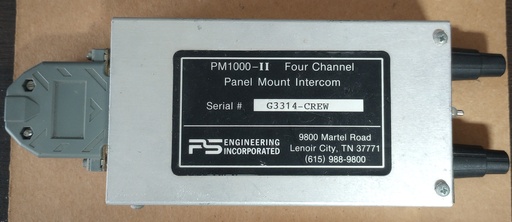 PM1000-II Four Channel
Panel Mount Intercom
Serial # G3314-CREW
PS ENGINEERING
INCORPORATED
9800 Martel Road
Lenoir City, TN 37771
(615) 988-9800